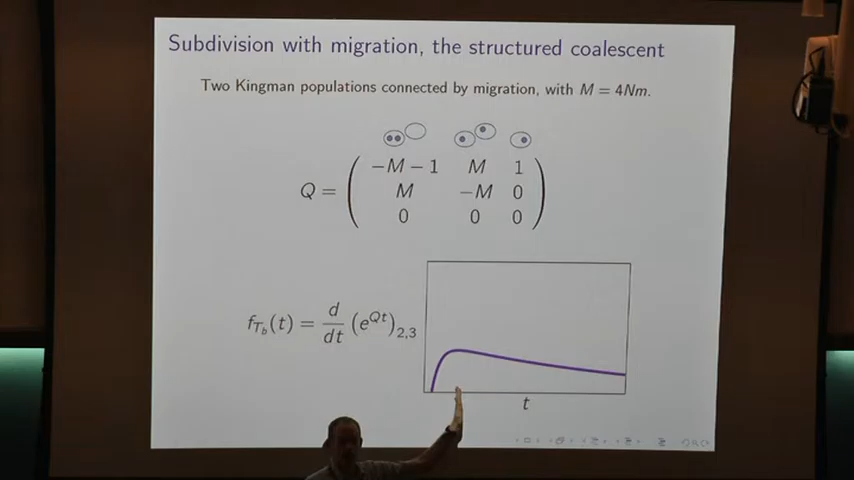 Subdivision with migration, the structured coalescent
Two Kingman populations connected by migration, with M = 4Nm.
Q = ( −M − 1 M 1
M −M 0
0 0 0 )
f_{T_b}(t) = d/dt (e^{Qt})_{2,3}
t